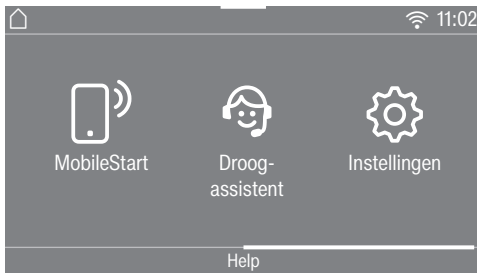 11:02
MobileStart
Droog-
assistent
Instellingen
Help